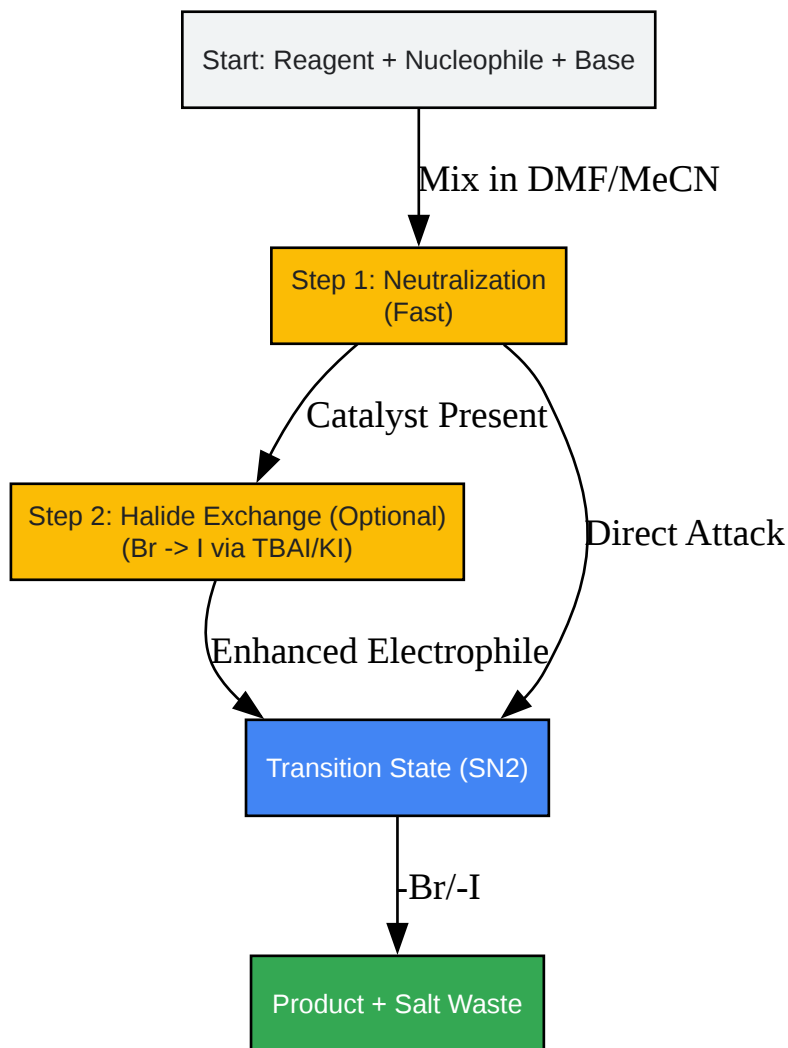 Start: Reagent + Nucleophile + Base
Mix in DMF/MeCN
Step 1: Neutralization
(Fast)
Catalyst Present
Step 2: Halide Exchange (Optional)
(Br -> I via TBAI/KI)
Direct Attack
Enhanced Electrophile
Transition State (SN2)
-Br/-I
Product + Salt Waste